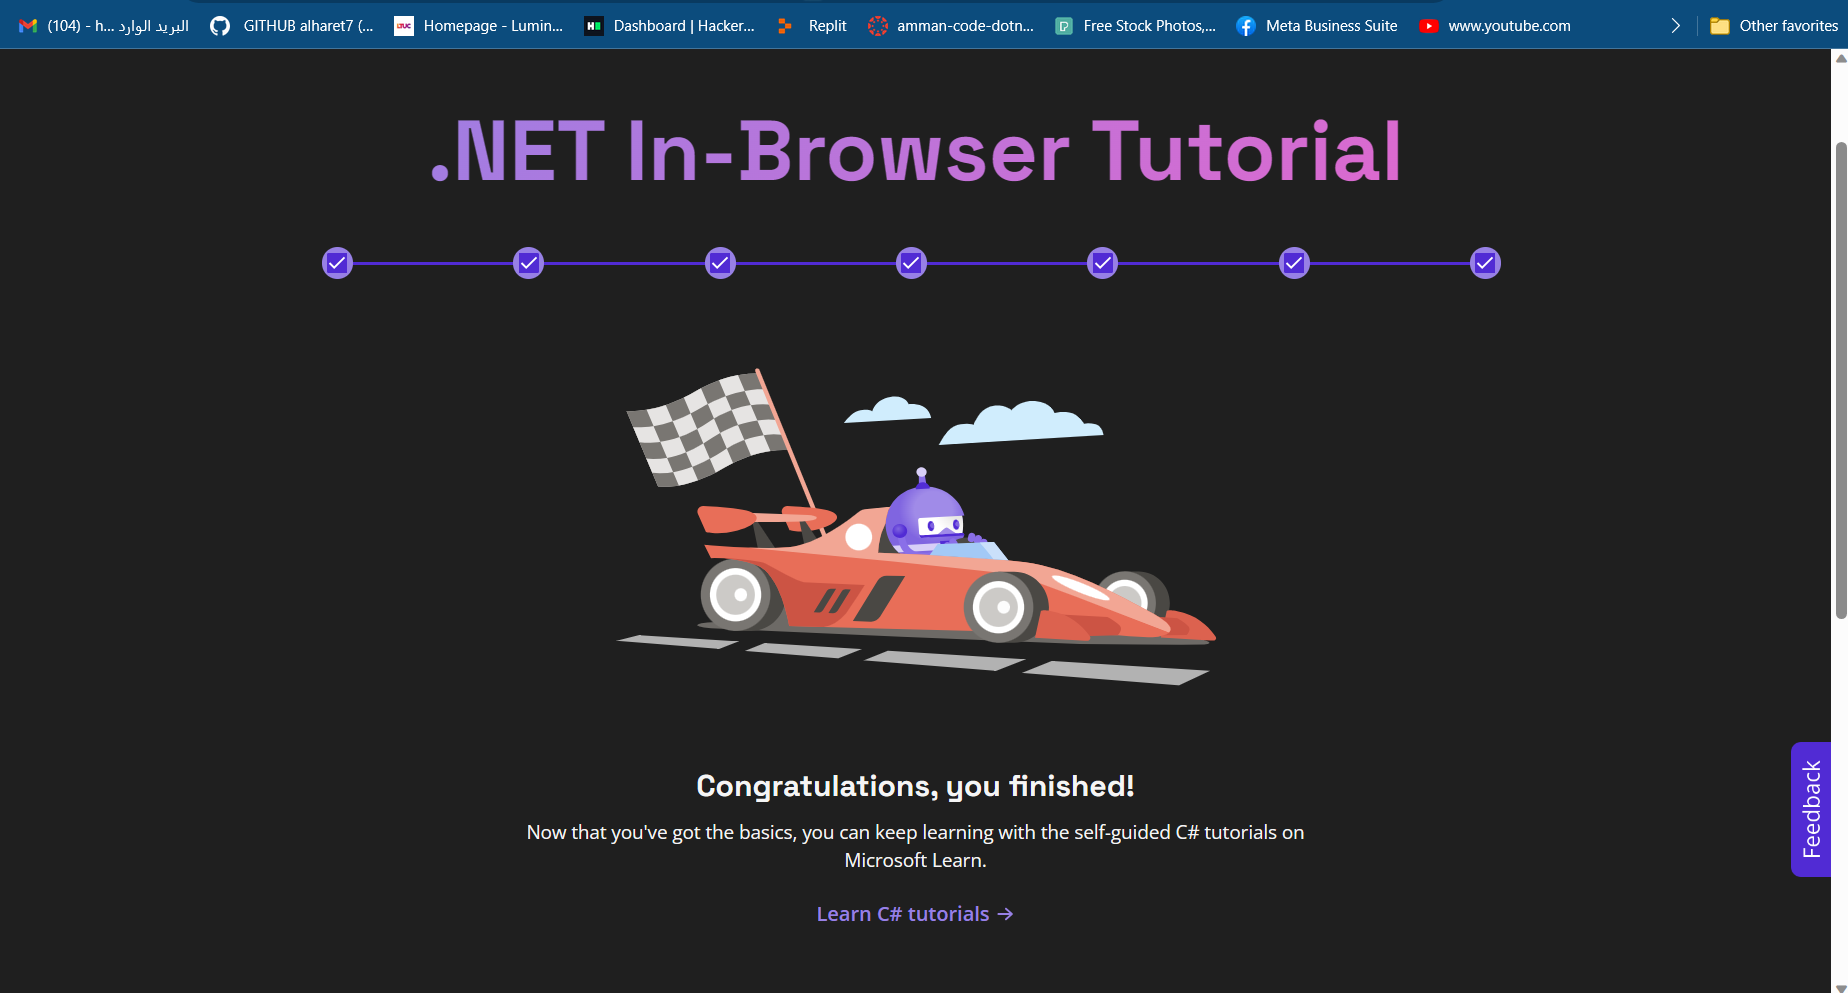 (104) - h... البريد الوارد
GITHUB alharet7 (...
LTUC
Homepage - Lumin...
H
Dashboard | Hacker...
Replit
amman-code-dotn...
Free Stock Photos,...
Meta Business Suite
www.youtube.com
Other favorites
.NET In-Browser Tutorial
Congratulations, you finished!
Now that you've got the basics, you can keep learning with the self-guided C# tutorials on
Microsoft Learn.
Learn C# tutorials →
Feedback